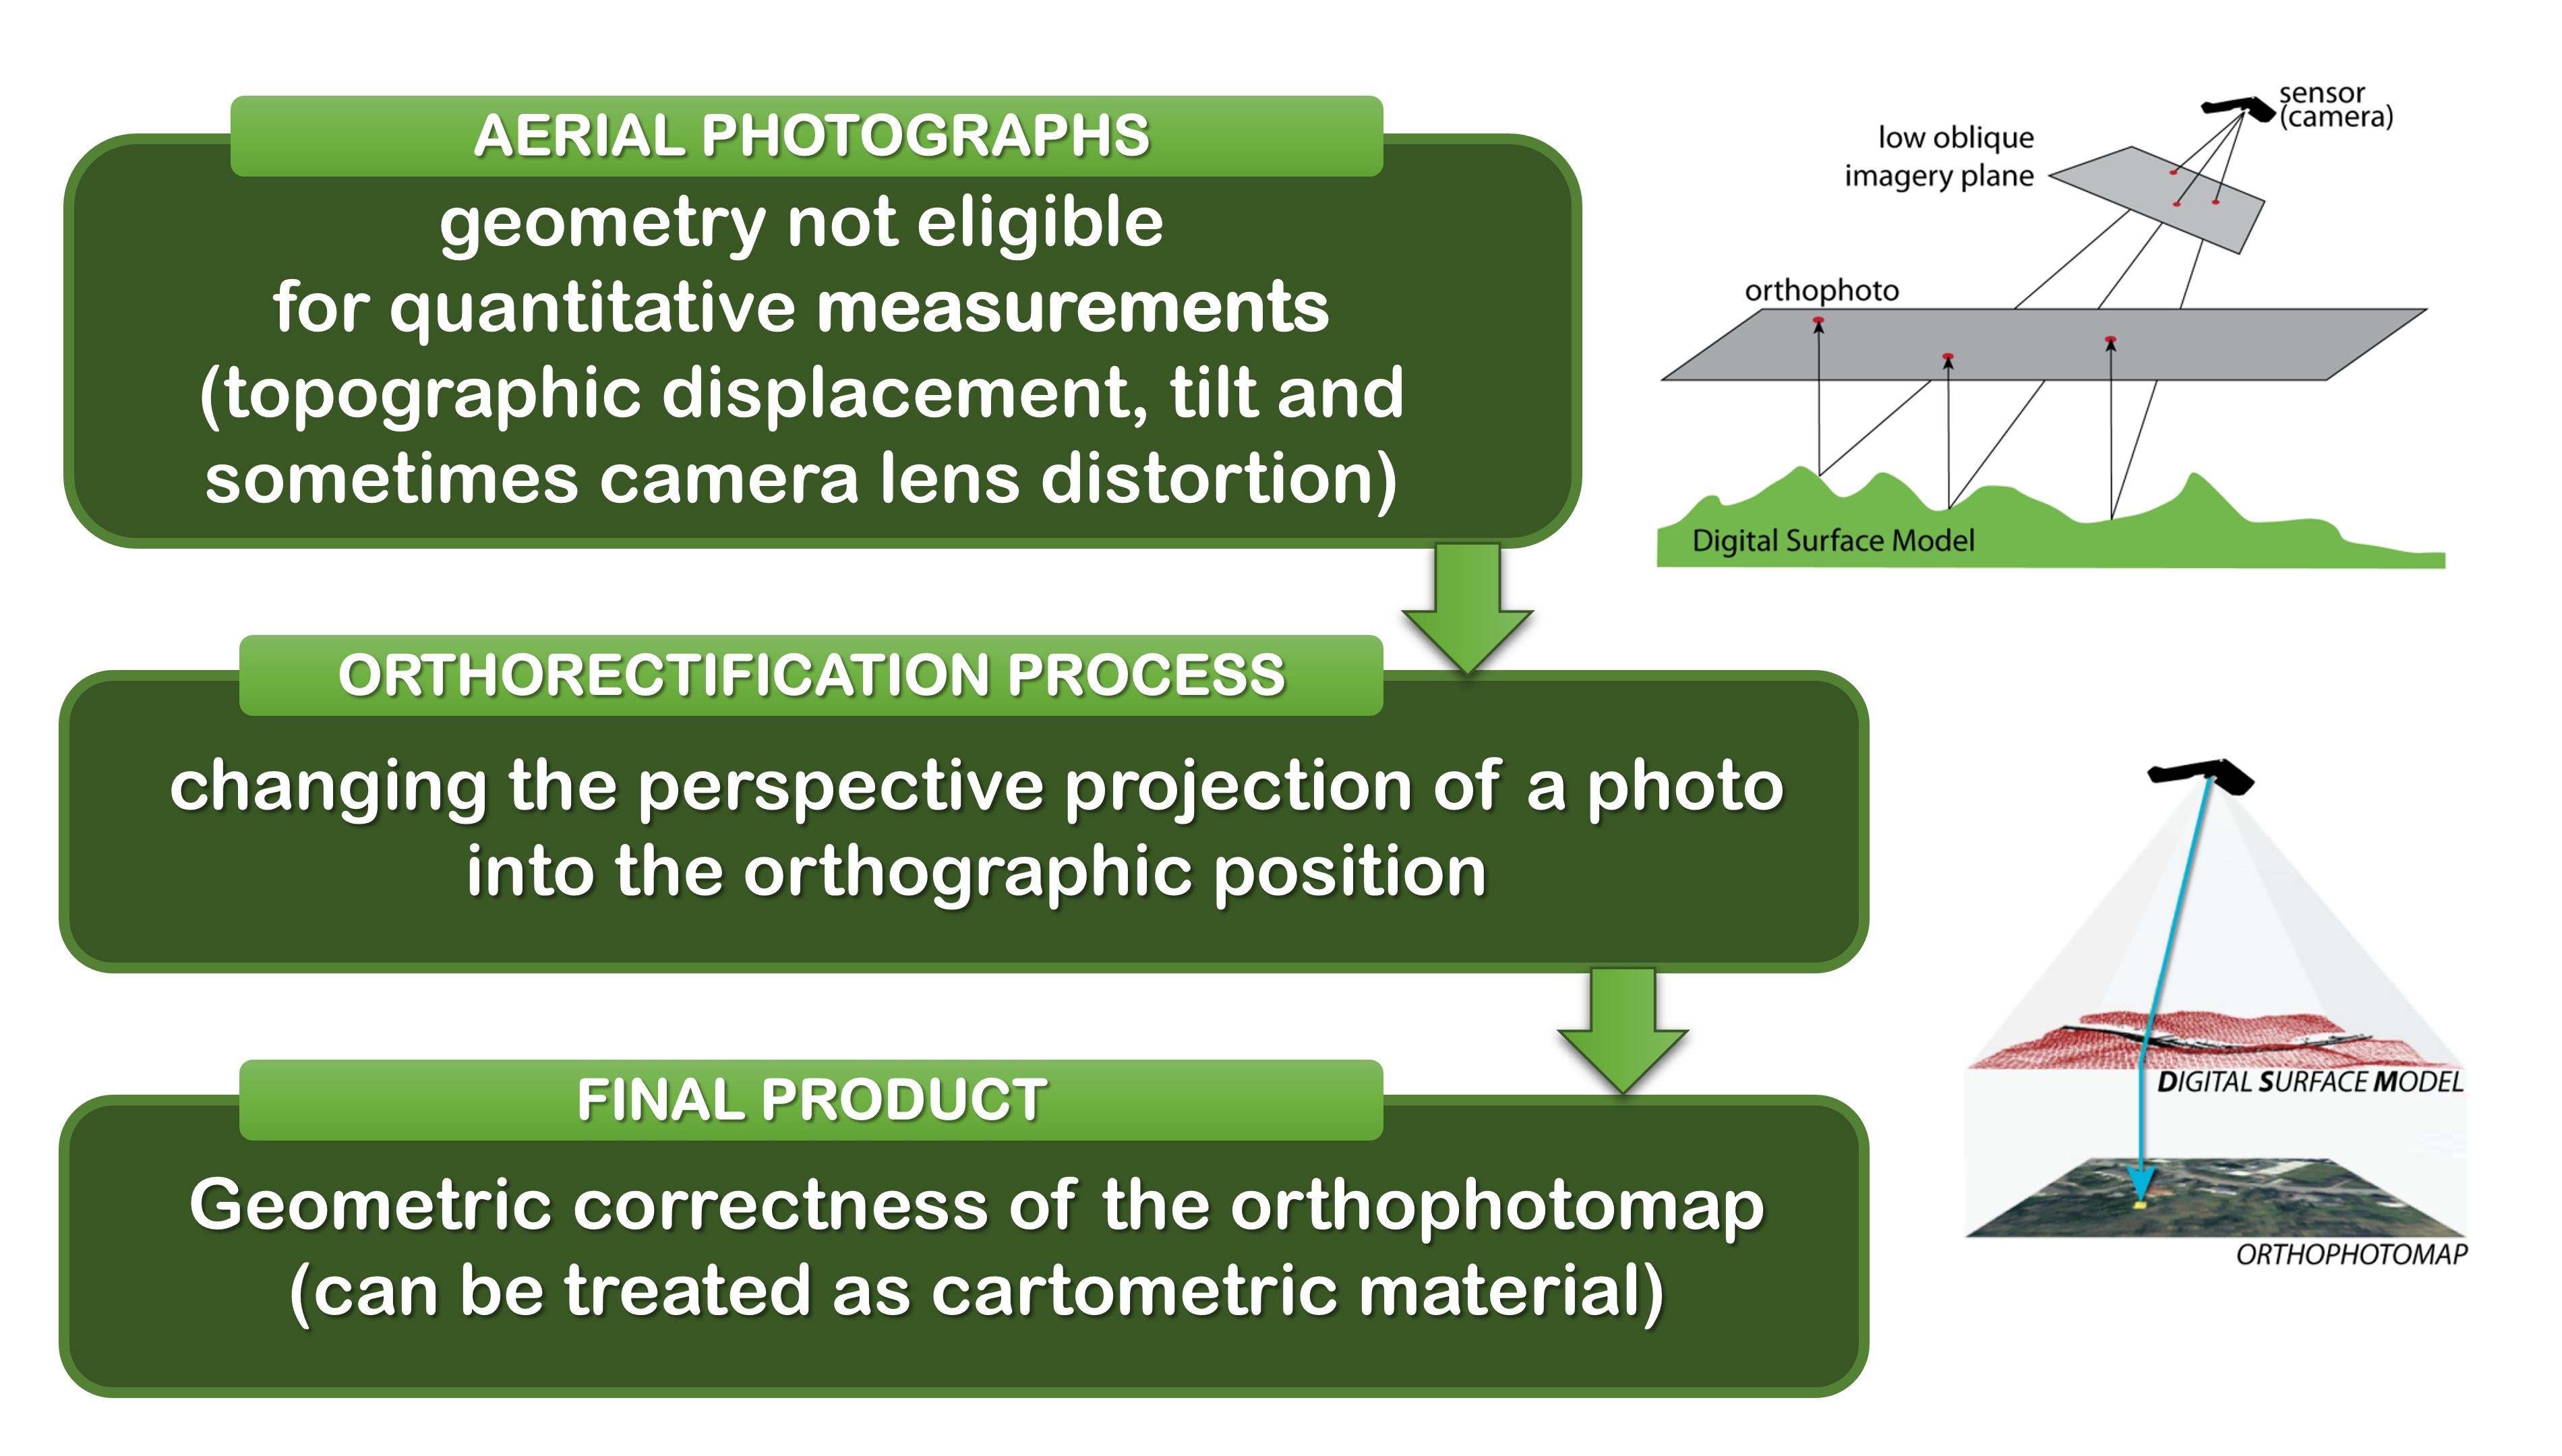 AERIAL PHOTOGRAPHS
geometry not eligible
for quantitative measurements
(topographic displacement, tilt and
sometimes camera lens distortion)
sensor
(camera)
low oblique
imagery plane
orthophoto
Digital Surface Model
ORTHORECTIFICATION PROCESS
changing the perspective projection of a photo
into the orthographic position
FINAL PRODUCT
Geometric correctness of the orthophotomap
(can be treated as cartometric material)
DIGITAL SURFACE MODEL
ORTHOPHOTOMAP